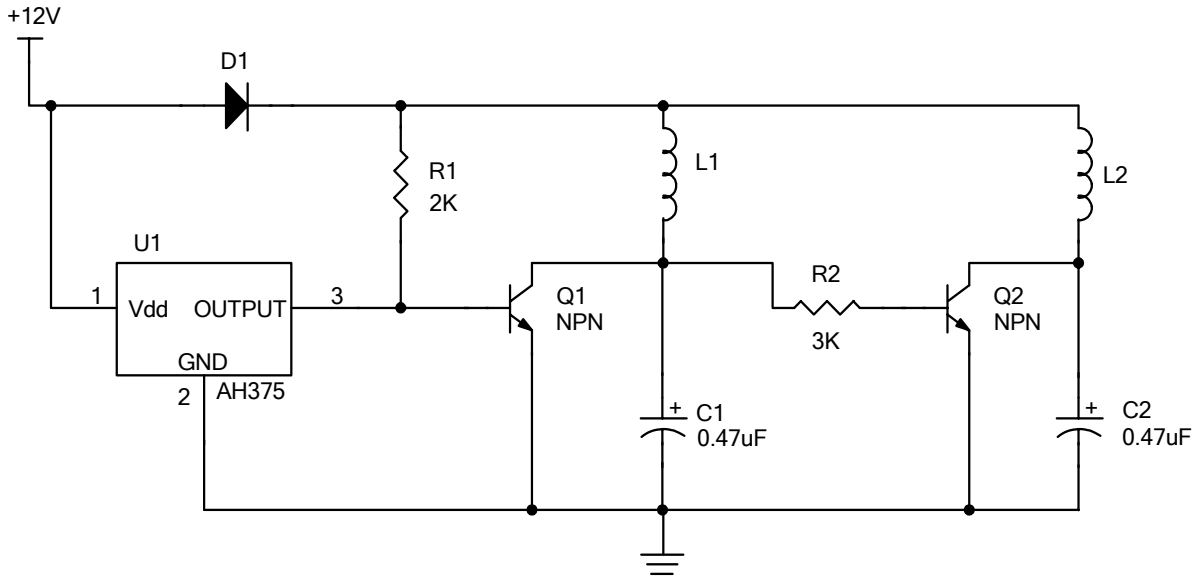 +12V
D1
R1
2K
L1
L2
U1
1
Vdd
OUTPUT
3
GND
2
AH375
Q1
NPN
R2
3K
Q2
NPN
+
C1
0.47uF
+
C2
0.47uF